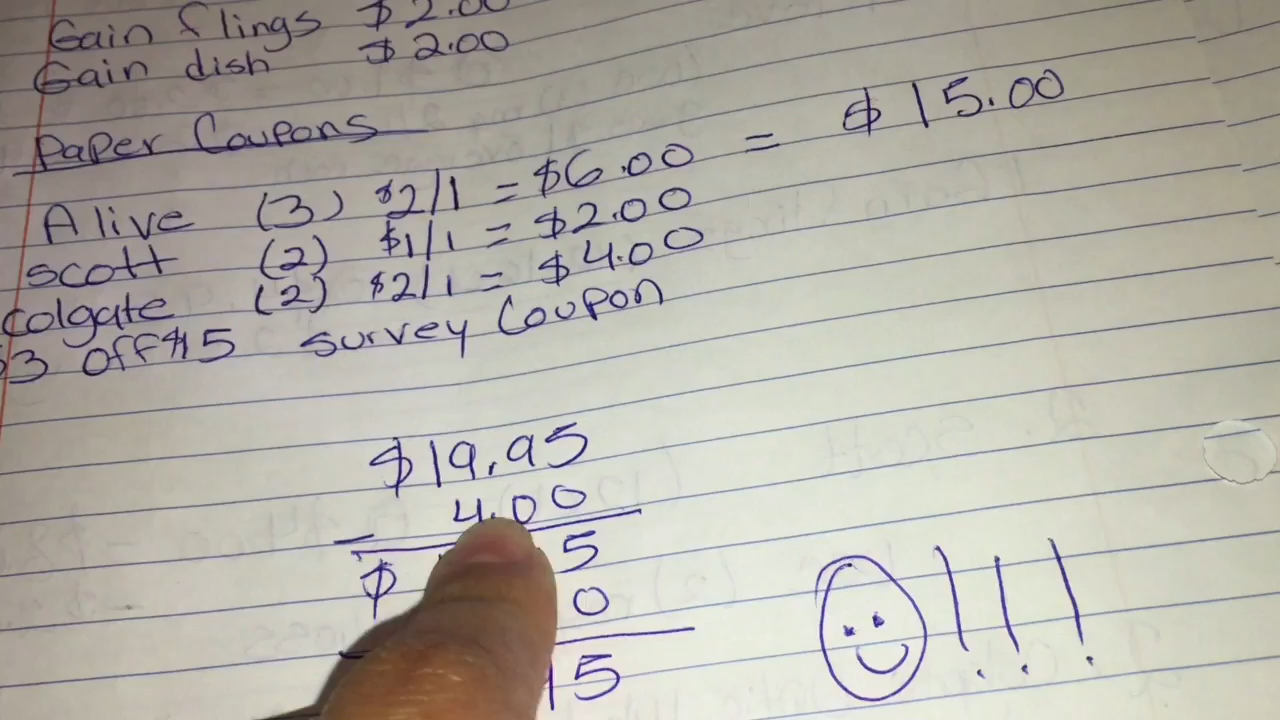 Gain flings $2.00
Gain dish $2.00
Paper Coupons
Alive (3) $2/1 = $6.00 = $15.00
Scott (2) $1/1 = $2.00
Colgate (2) $2/1 = $4.00
$3 Off $15 Survey Coupon
$19.95
4.00
$ 5
0
15
!!!